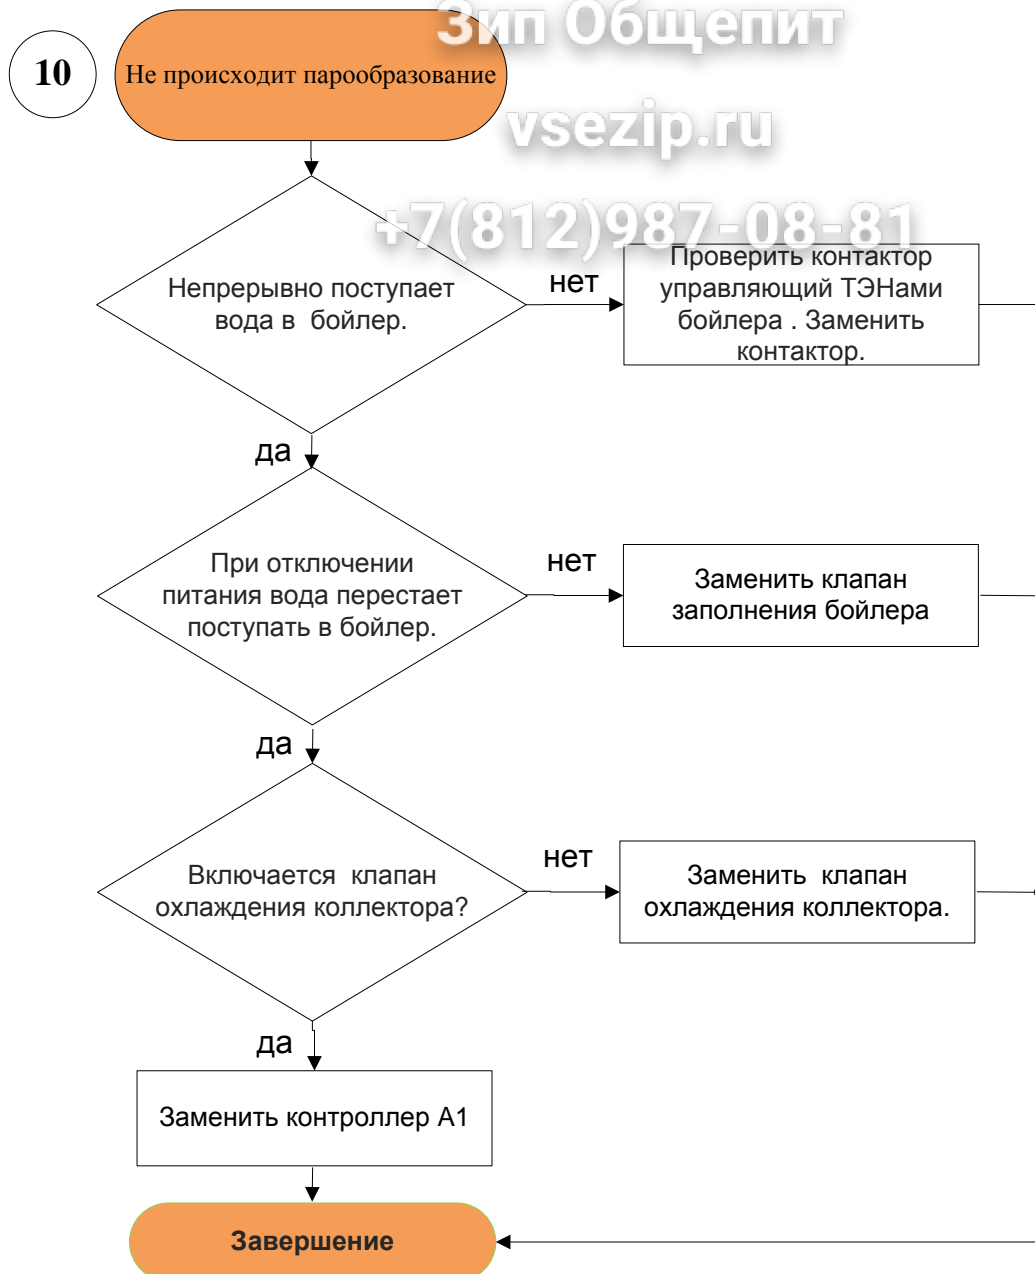 Зип Общепит
10
Не происходит парообразование
vsezip.ru
+7(812)987-08-81
Непрерывно поступает
вода в бойлер.
нет
Проверить контактор
управляющий ТЭНами
бойлера . Заменить
контактор.
да
При отключении
питания вода перестает
поступать в бойлер.
нет
Заменить клапан
заполнения бойлера
да
Включается клапан
охлаждения коллектора?
нет
Заменить клапан
охлаждения коллектора.
да
Заменить контроллер А1
Завершение